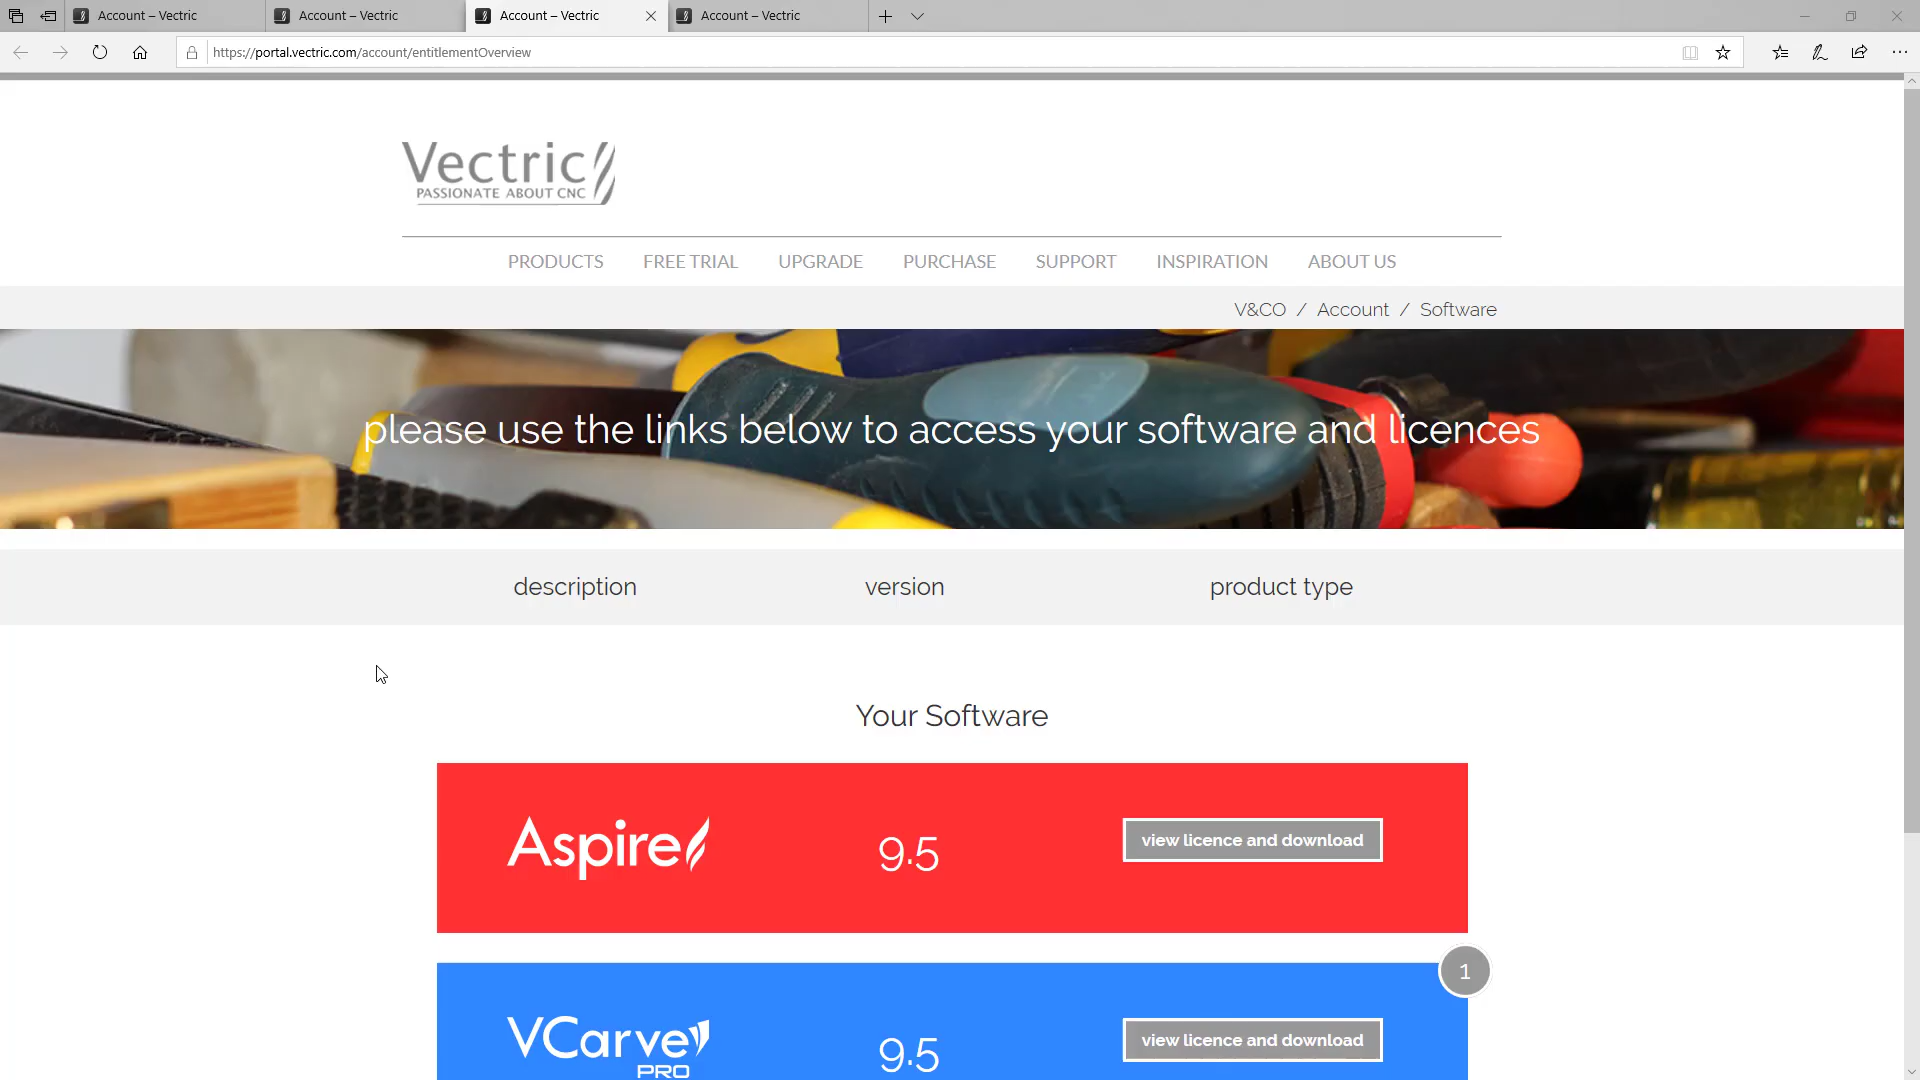 Account – Vectric
Account – Vectric
Account – Vectric
Account – Vectric
https://portal.vectric.com/account/entitlementOverview
Vectric
PASSIONATE ABOUT CNC
PRODUCTS FREE TRIAL UPGRADE PURCHASE SUPPORT INSPIRATION ABOUT US
V&CO / Account / Software
please use the links below to access your software and licences
description version product type
Your Software
Aspire 9.5 view licence and download
1
VCarve PRO 9.5 view licence and download